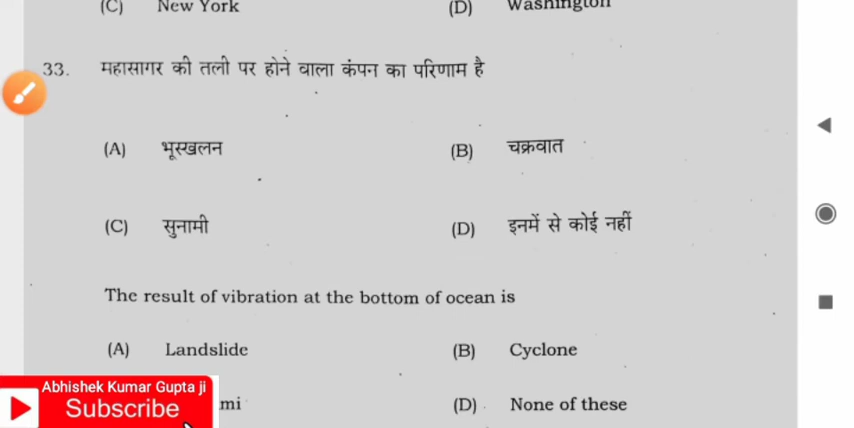 (C) New York (D) Washington
33. महासागर की तली पर होने वाला कंपन का परिणाम है
(A) भूस्खलन (B) चक्रवात
(C) सुनामी (D) इनमें से कोई नहीं
The result of vibration at the bottom of ocean is
(A) Landslide (B) Cyclone
Abhishek Kumar Gupta ji
Subscribe
mi (D) None of these